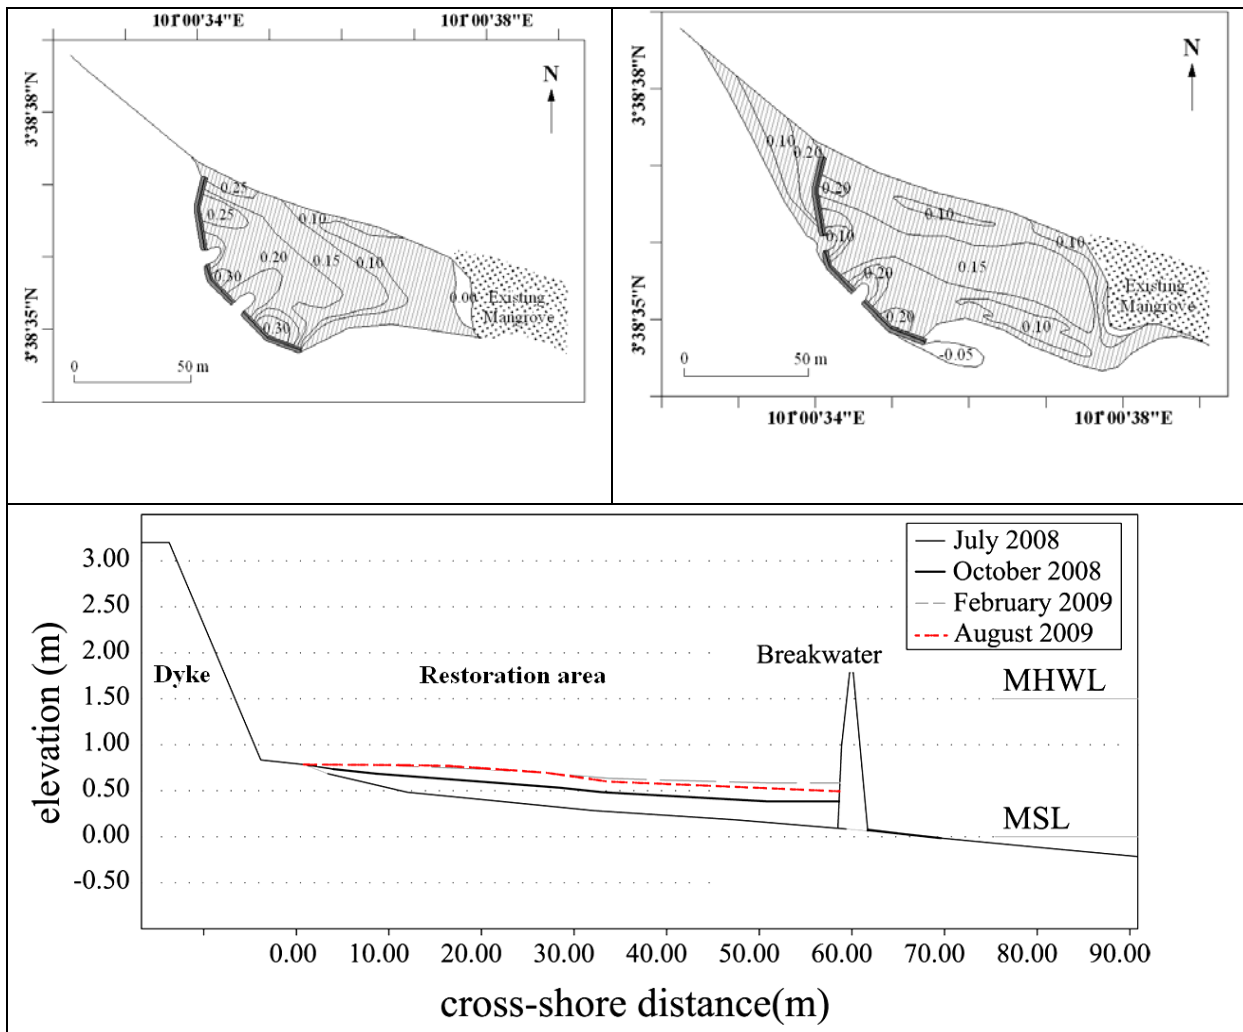 101°00'34"E 101°00'38"E
N
3°38'38"N
0.25
0.25
0.10
0.20
0.15
0.10
0.30
0.00
Existing
Mangrove
0.30
3°38'35"N
0 50 m
N
3°38'38"N
0.10
0.20
0.20
0.10
0.10
0.10
0.20
0.15
Existing
Mangrove
0.20
0.10
-0.05
3°38'35"N
0 50 m
101°00'34"E 101°00'38"E
July 2008
October 2008
February 2009
August 2009
3.00
2.50
2.00
1.50
1.00
0.50
0.00
-0.50
elevation (m)
Dyke
Restoration area
Breakwater
MHWL
MSL
0.00 10.00 20.00 30.00 40.00 50.00 60.00 70.00 80.00 90.00
cross-shore distance(m)